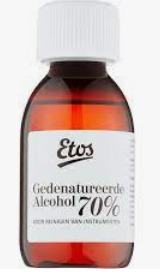 Etos
Gedenatureerde
Alcohol 70%
VOOR REINIGEN VAN INSTRUMENTEN